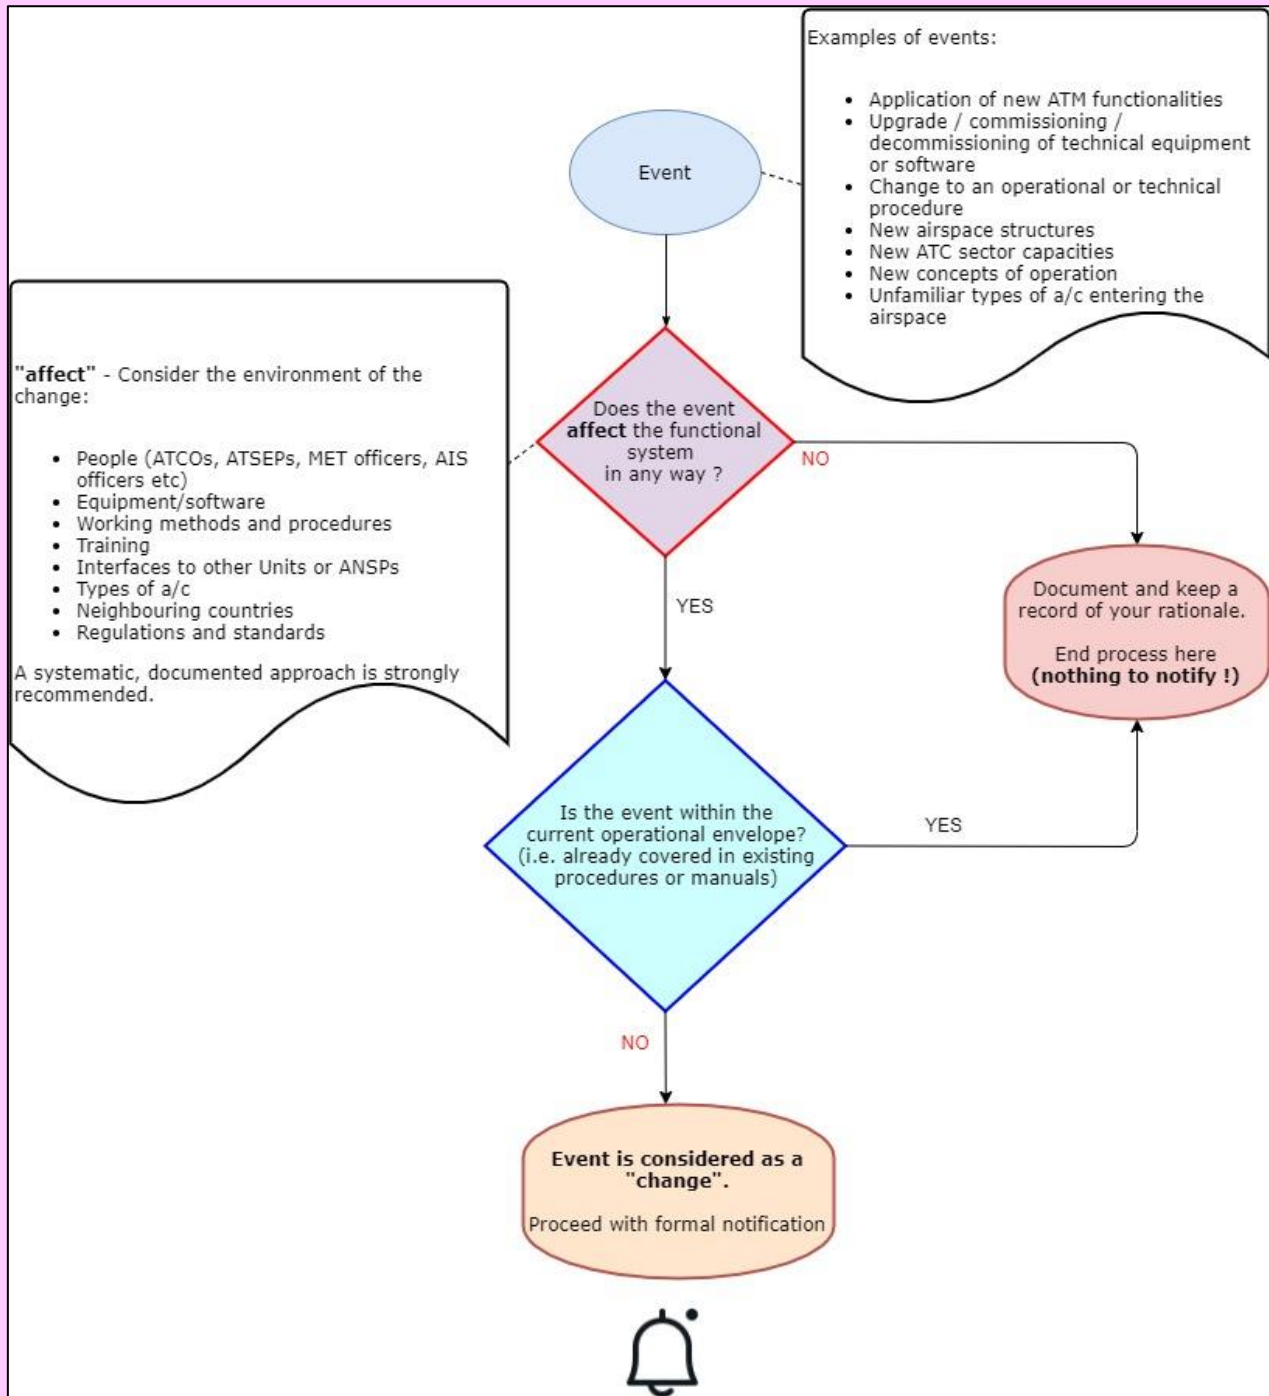 Examples of events:
• Application of new ATM functionalities
• Upgrade / commissioning /
decommissioning of technical equipment
or software
• Change to an operational or technical
procedure
• New airspace structures
• New ATC sector capacities
• New concepts of operation
• Unfamiliar types of a/c entering the
airspace
Event
"affect" - Consider the environment of the
change:
• People (ATCOs, ATSEPs, MET officers, AIS
officers etc)
• Equipment/software
• Working methods and procedures
• Training
• Interfaces to other Units or ANSPs
• Types of a/c
• Neighbouring countries
• Regulations and standards
A systematic, documented approach is strongly
recommended.
Does the event
affect the functional
system
in any way ?
NO
YES
Document and keep a
record of your rationale.
End process here
(nothing to notify !)
Is the event within the
current operational envelope?
(i.e. already covered in existing
procedures or manuals)
YES
NO
Event is considered as a
"change".
Proceed with formal notification